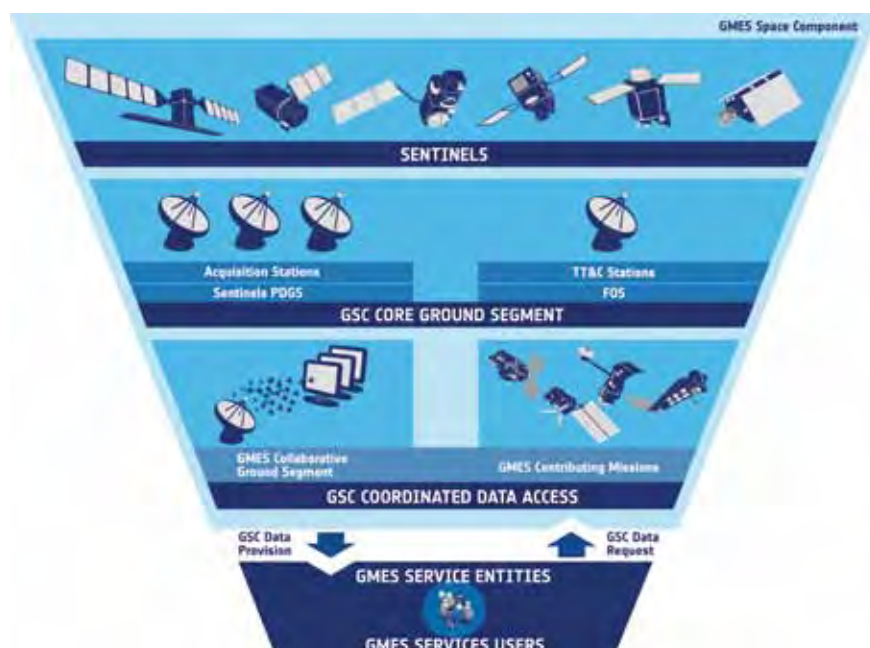 GMES Space Component
SENTINELS
Acquisition Stations
TT&C Stations
Sentinels PDGS
FOS
GSC CORE GROUND SEGMENT
GMES Collaborative
Ground Segment
GMES Contributing Missions
GSC COORDINATED DATA ACCESS
GSC Data
Provision
GSC Data
Request
GMES SERVICE ENTITIES
GMES SERVICES USERS